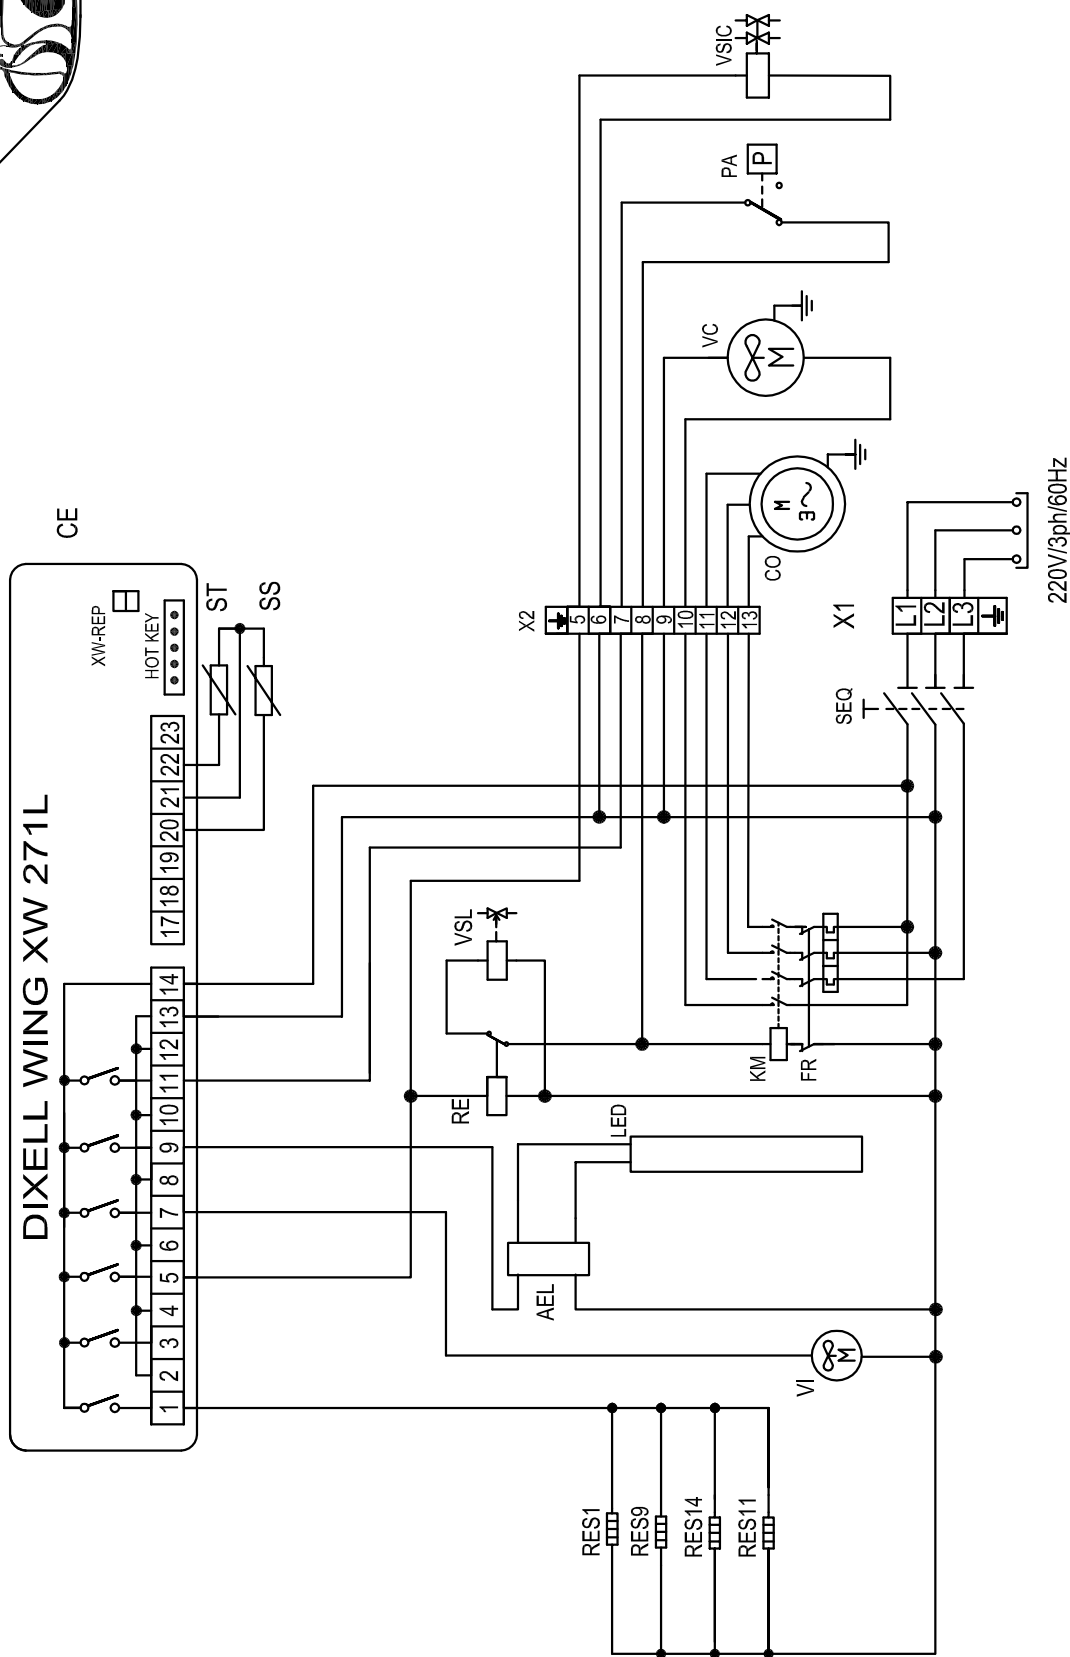 DIXELL WING XW 271L
CE
XW-REP
HOT KEY
ST
SS
1 2 3 4 5 6 7 8 9 10 11 12 13 14
17 18 19 20 21 22 23
VSIC
PA
P
VC
M
CO
M
3~
X2
5 6 7 8 9 10 11 12 13
X1
L1
L2
L3
220V/3ph/60Hz
SEQ
VSL
RE
KM
FR
LED
AEL
VI
M
RES1
RES9
RES14
RES11